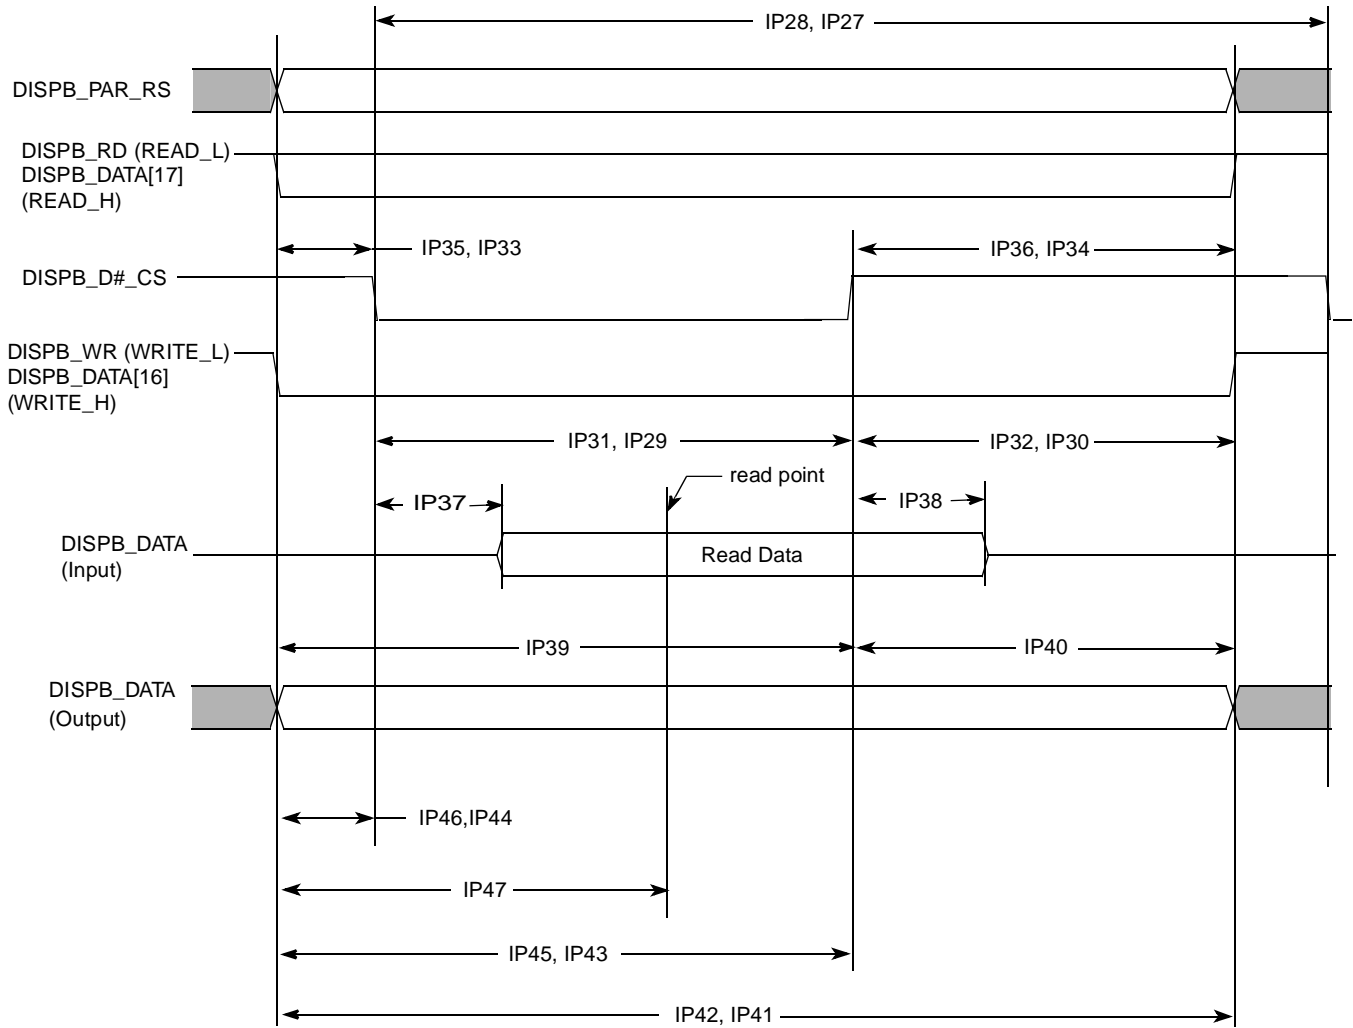 IP28, IP27
DISPB_PAR_RS
DISPB_RD (READ_L)
DISPB_DATA[17]
(READ_H)
IP35, IP33
IP36, IP34
DISPB_D#_CS
DISPB_WR (WRITE_L)
DISPB_DATA[16]
(WRITE_H)
IP31, IP29
IP32, IP30
read point
IP37
IP38
DISPB_DATA
(Input)
Read Data
IP39
IP40
DISPB_DATA
(Output)
IP46,IP44
IP47
IP45, IP43
IP42, IP41